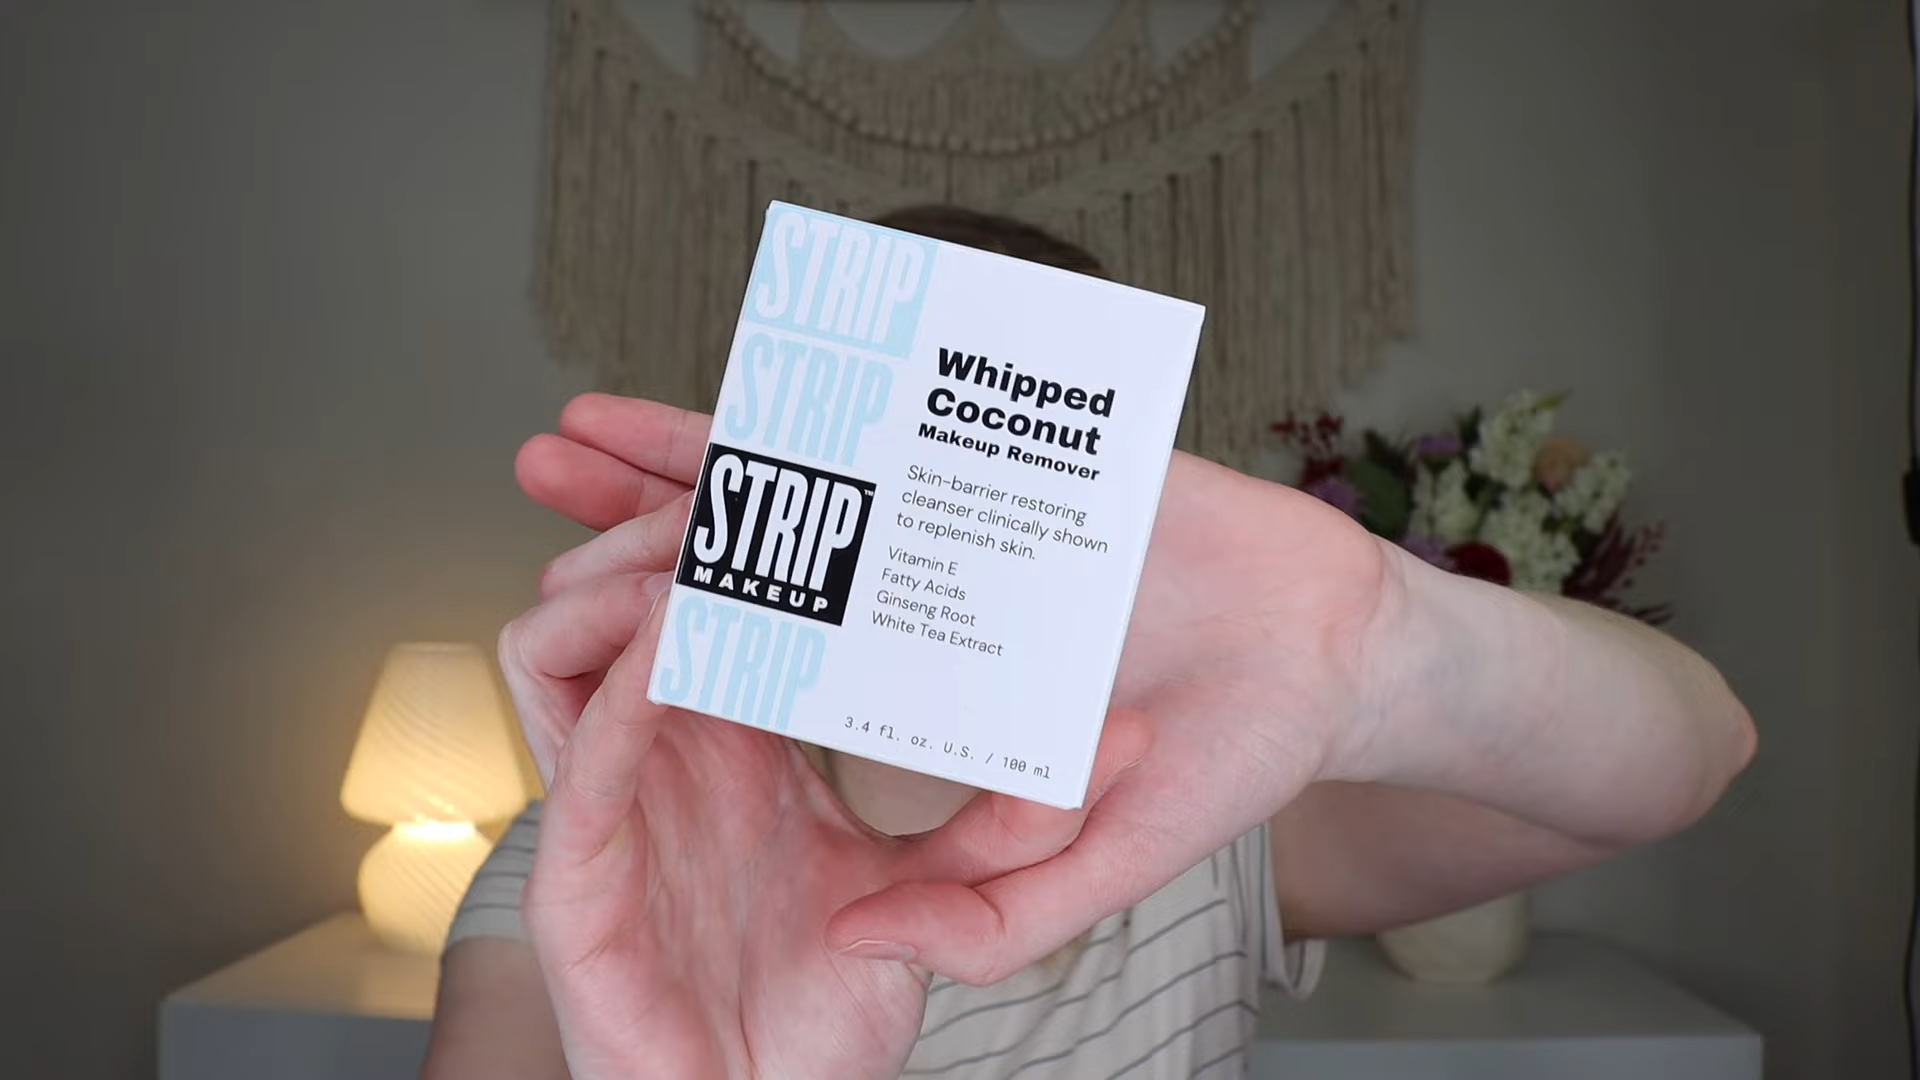 STRIP
STRIP
STRIP™
MAKEUP
STRIP
Whipped
Coconut
Makeup Remover
Skin-barrier restoring
cleanser clinically shown
to replenish skin.
Vitamin E
Fatty Acids
Ginseng Root
White Tea Extract
3.4 fl. oz. U.S. / 100 ml